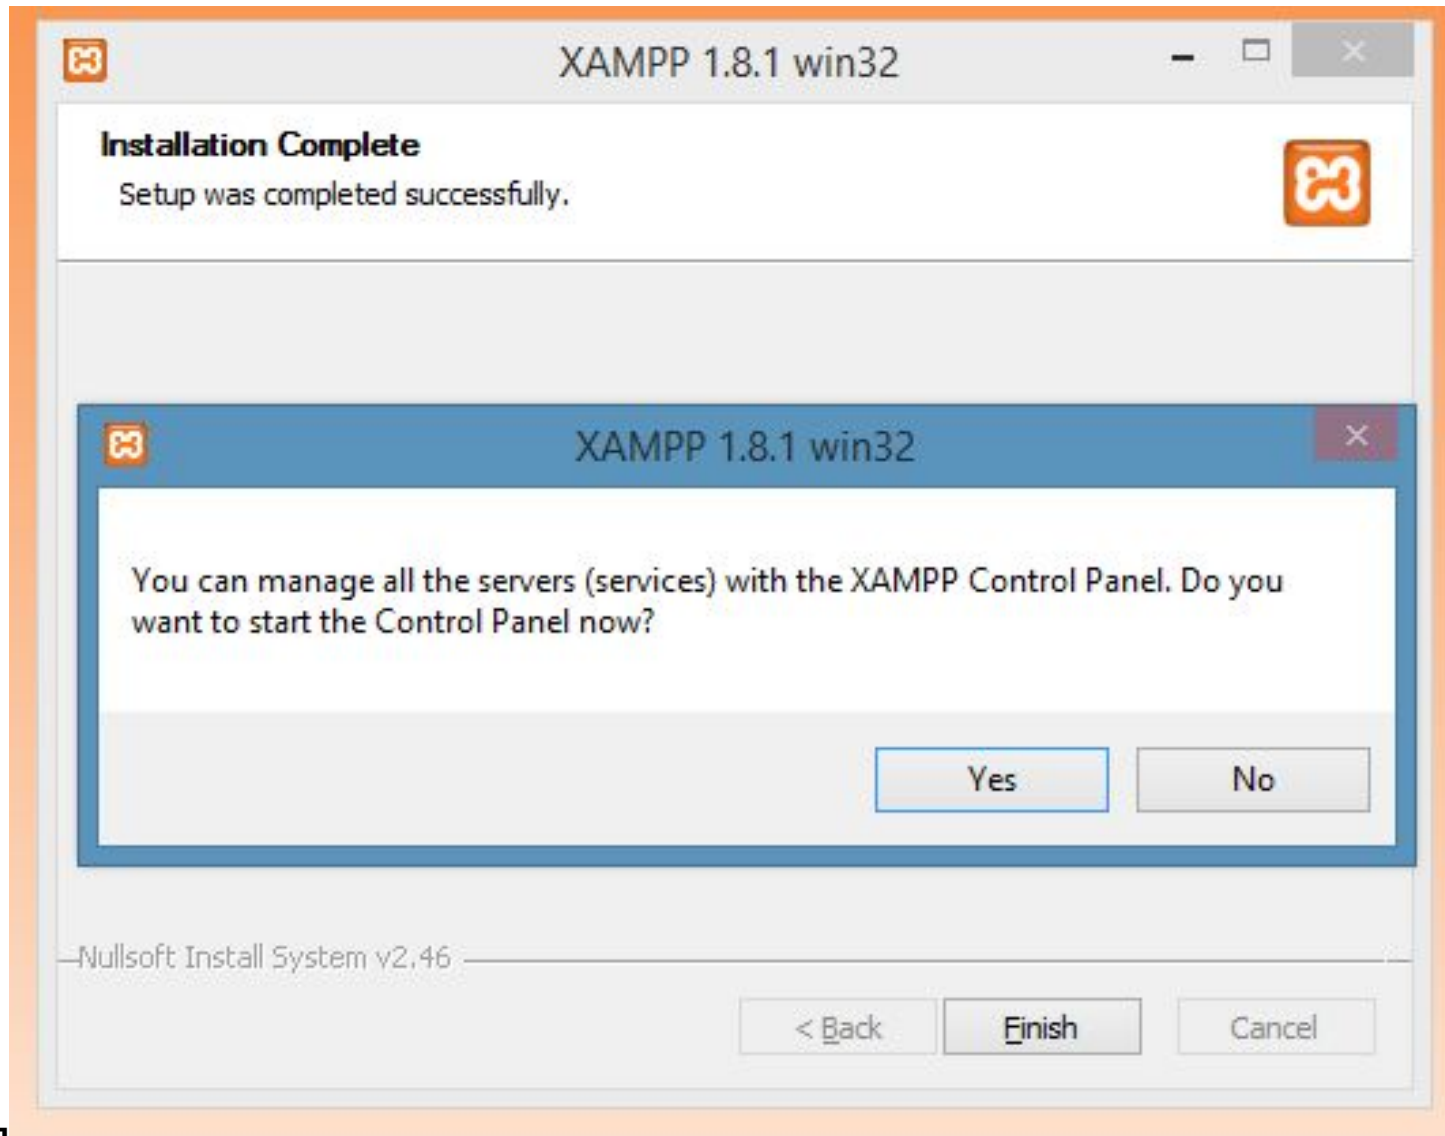 XAMPP 1.8.1 win32
Installation Complete
Setup was completed successfully.
XAMPP 1.8.1 win32
You can manage all the servers (services) with the XAMPP Control Panel. Do you
want to start the Control Panel now?
Yes No
Nullsoft Install System v2.46
< Back Finish Cancel